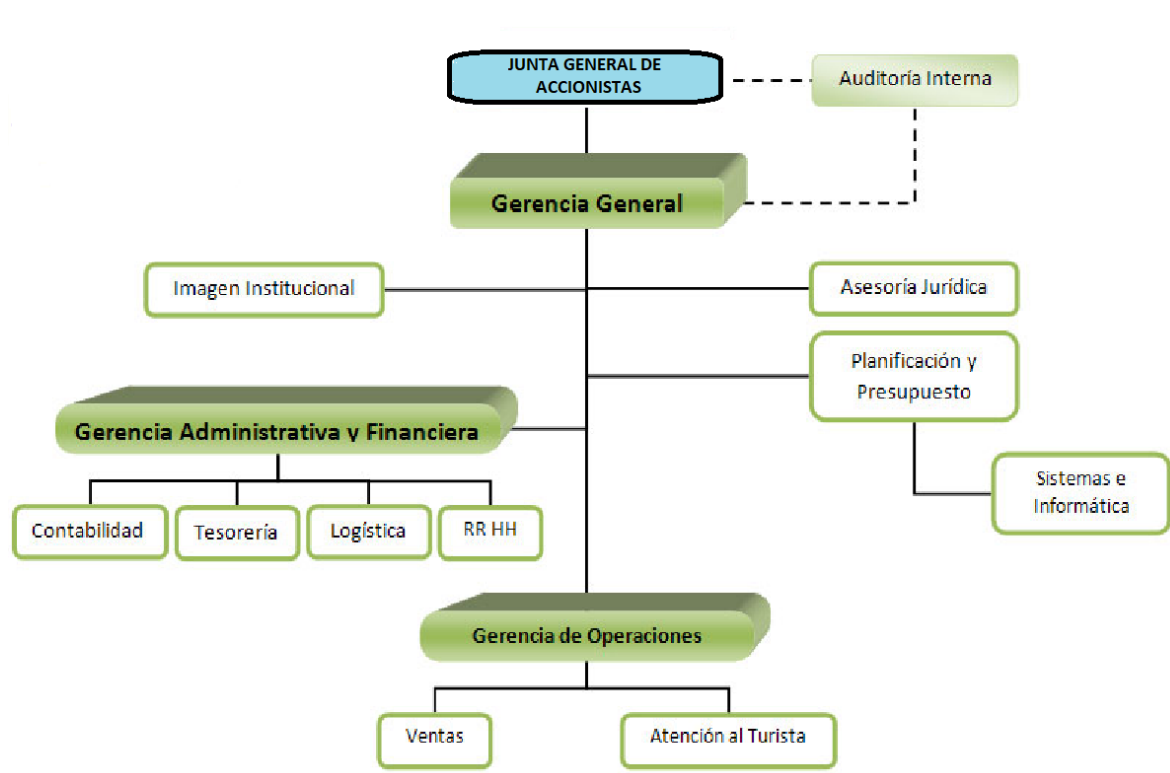 JUNTA GENERAL DE
ACCIONISTAS
Auditoría Interna
Gerencia General
Imagen Institucional
Asesoría Jurídica
Planificación y
Presupuesto
Gerencia Administrativa y Financiera
Sistemas e
Informática
Contabilidad
Tesorería
Logística
RR HH
Gerencia de Operaciones
Ventas
Atención al Turista